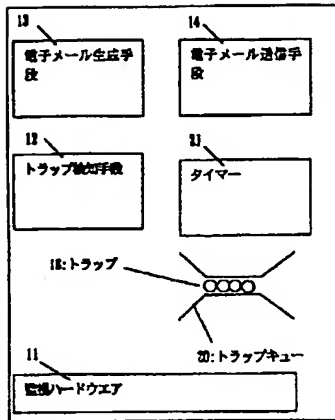 13
電子メール生成手
段
14
電子メール送信手
段
12
トラップ検知手段
21
タイマー
18:トラップ
20:トラップキュー
11
監視ハードウエア